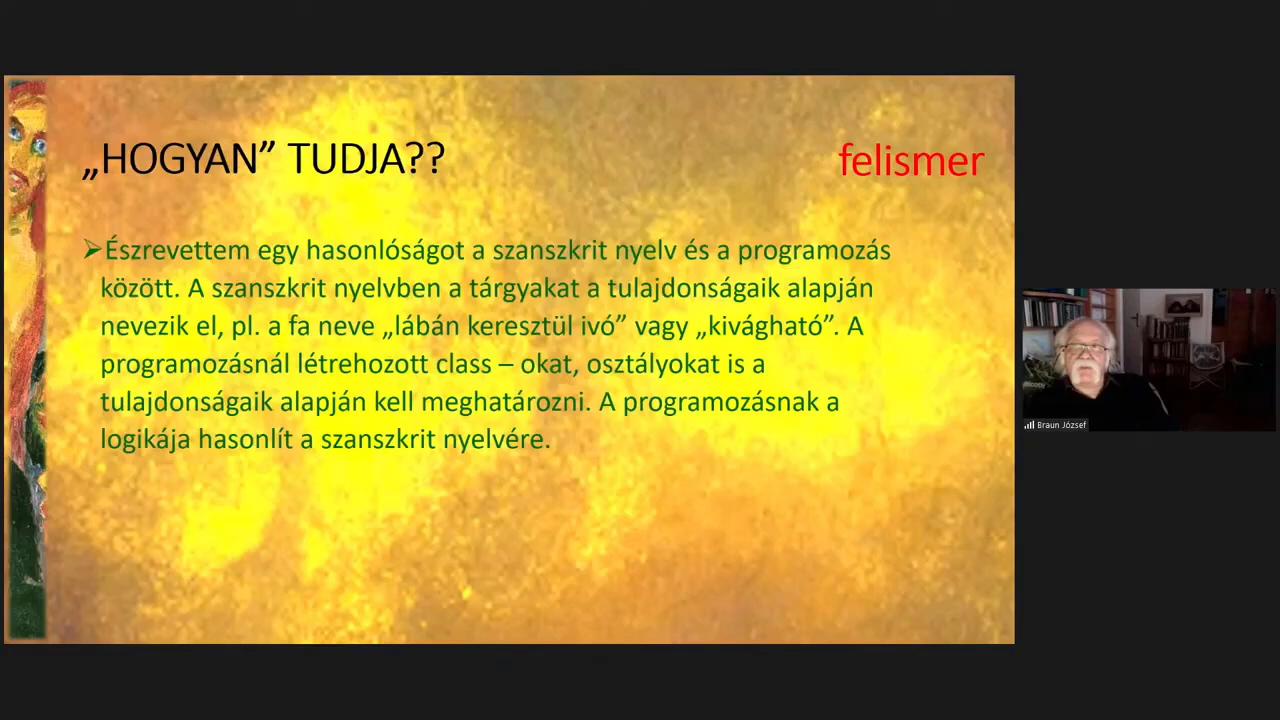 „HOGYAN” TUDJA??
felismer
➢Észrevettem egy hasonlóságot a szanszkrit nyelv és a programozás
között. A szanszkrit nyelvben a tárgyakat a tulajdonságaik alapján
nevezik el, pl. a fa neve „lábán keresztül ivó” vagy „kivágható”. A
programozásnál létrehozott class – okat, osztályokat is a
tulajdonságaik alapján kell meghatározni. A programozásnak a
logikája hasonlít a szanszkrit nyelvére.
Braun József